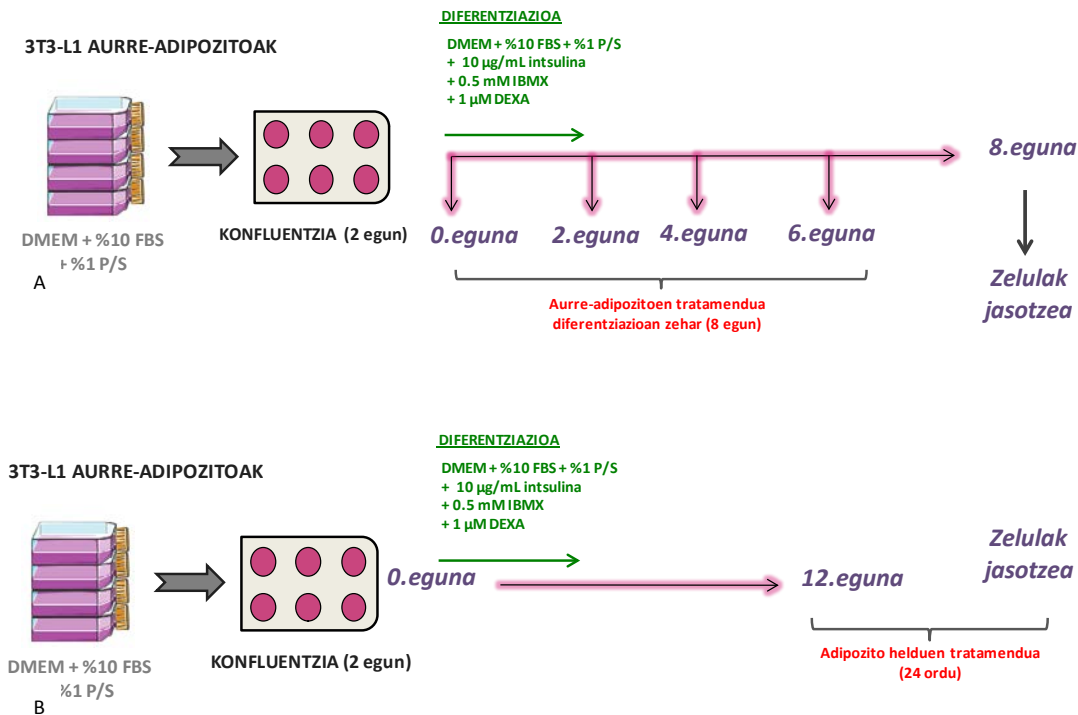 DIFERENTZIAZIOA
3T3-L1 AURRE-ADIPOZITOAK
DMEM + %10 FBS + %1 P/S
+ 10 µg/mL intsulina
+ 0.5 mM IBMX
+ 1 µM DEXA
8.eguna
KONFLUENTZIA (2 egun)
0.eguna
2.eguna
4.eguna
6.eguna
DMEM + %10 FBS
+ %1 P/S
A
Zelulak
jasotzea
Aurre-adipozitoen tratamendua
diferentziazioan zehar (8 egun)
DIFERENTZIAZIOA
3T3-L1 AURRE-ADIPOZITOAK
DMEM + %10 FBS + %1 P/S
+ 10 µg/mL intsulina
+ 0.5 mM IBMX
+ 1 µM DEXA
Zelulak
jasotzea
0.eguna
12.eguna
KONFLUENTZIA (2 egun)
DMEM + %10 FBS
%1 P/S
B
Adipozito helduen tratamendua
(24 ordu)